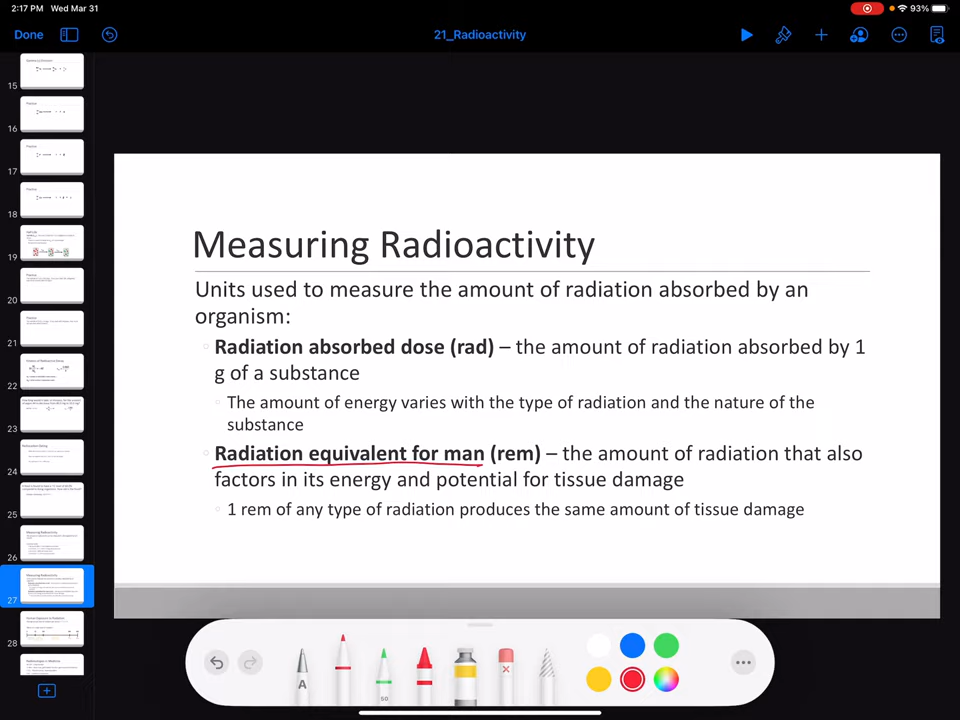 2:17 PM Wed Mar 31
93%
Done
21_Radioactivity
15
16
17
18
19
20
21
22
23
24
25
Measuring Radioactivity
26
Measuring Radioactivity
27
28
Measuring Radioactivity
Units used to measure the amount of radiation absorbed by an
organism:
Radiation absorbed dose (rad) – the amount of radiation absorbed by 1
g of a substance
The amount of energy varies with the type of radiation and the nature of the
substance
Radiation equivalent for man (rem) – the amount of radiation that also
factors in its energy and potential for tissue damage
1 rem of any type of radiation produces the same amount of tissue damage
A
50